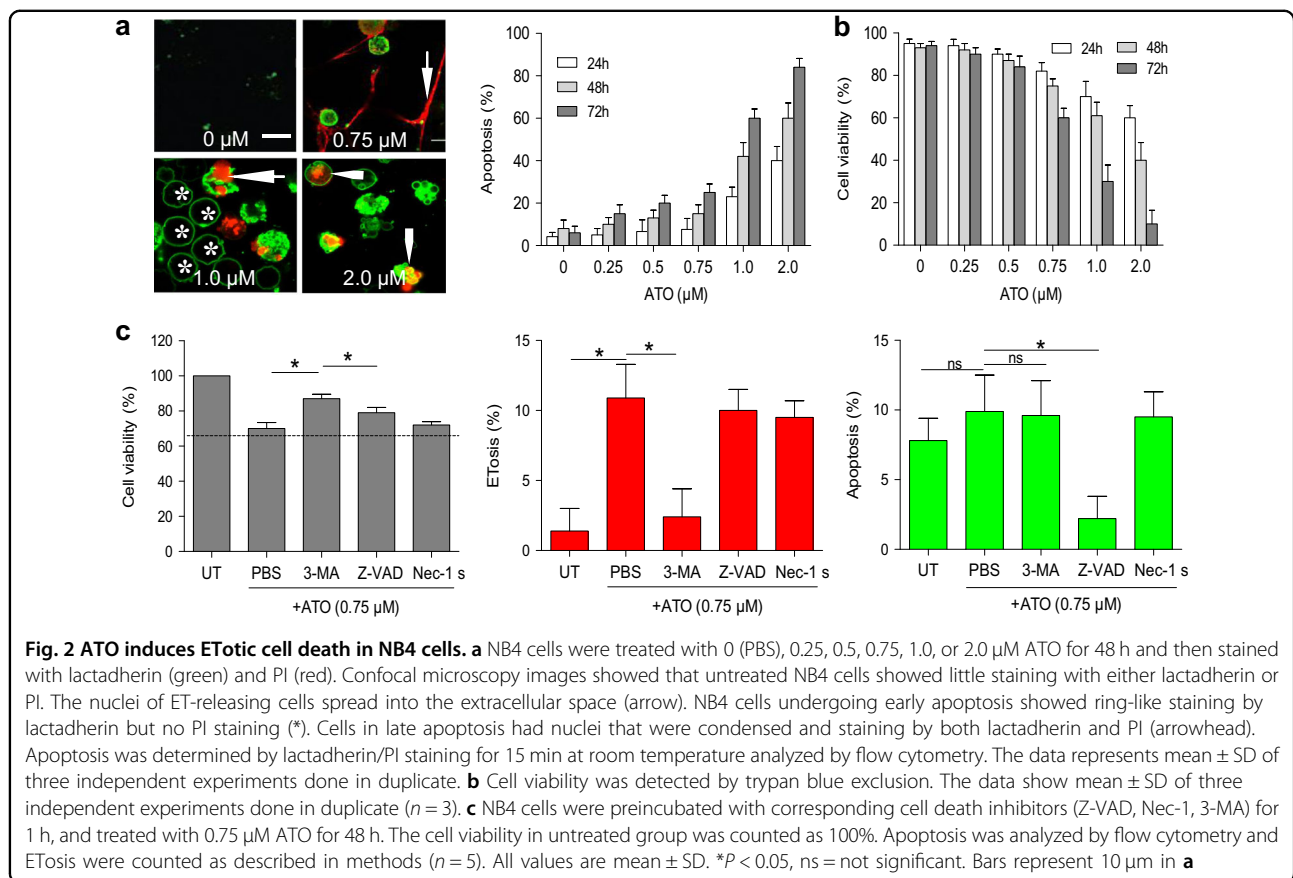 a
0 μM
0.75 μM
* * * * * *
1.0 μM
2.0 μM
Apoptosis (%)
100
80
60
40
20
0
24h
48h
72h
0 0.25 0.5 0.75 1.0 2.0
ATO (μM)
b
Cell viability (%)
100
80
60
40
20
0
24h
48h
72h
0 0.25 0.5 0.75 1.0 2.0
ATO (μM)
c
Cell viability (%)
120
100
80
60
40
20
0
* *
UT PBS 3-MA Z-VAD Nec-1 s
+ATO (0.75 μM)
ETosis (%)
15
10
5
0
* *
UT PBS 3-MA Z-VAD Nec-1 s
+ATO (0.75 μM)
Apoptosis (%)
15
10
5
0
*
ns ns
UT PBS 3-MA Z-VAD Nec-1 s
+ATO (0.75 μM)
Fig. 2 ATO induces ETotic cell death in NB4 cells. a NB4 cells were treated with 0 (PBS), 0.25, 0.5, 0.75, 1.0, or 2.0 μM ATO for 48 h and then stained
with lactadherin (green) and PI (red). Confocal microscopy images showed that untreated NB4 cells showed little staining with either lactadherin or
PI. The nuclei of ET-releasing cells spread into the extracellular space (arrow). NB4 cells undergoing early apoptosis showed ring-like staining by
lactadherin but no PI staining (*). Cells in late apoptosis had nuclei that were condensed and staining by both lactadherin and PI (arrowhead).
Apoptosis was determined by lactadherin/PI staining for 15 min at room temperature analyzed by flow cytometry. The data represents mean ± SD of
three independent experiments done in duplicate. b Cell viability was detected by trypan blue exclusion. The data show mean ± SD of three
independent experiments done in duplicate (n = 3). c NB4 cells were preincubated with corresponding cell death inhibitors (Z-VAD, Nec-1, 3-MA) for
1 h, and treated with 0.75 μM ATO for 48 h. The cell viability in untreated group was counted as 100%. Apoptosis was analyzed by flow cytometry and
ETosis were counted as described in methods (n = 5). All values are mean ± SD. *P < 0.05, ns = not significant. Bars represent 10 μm in a